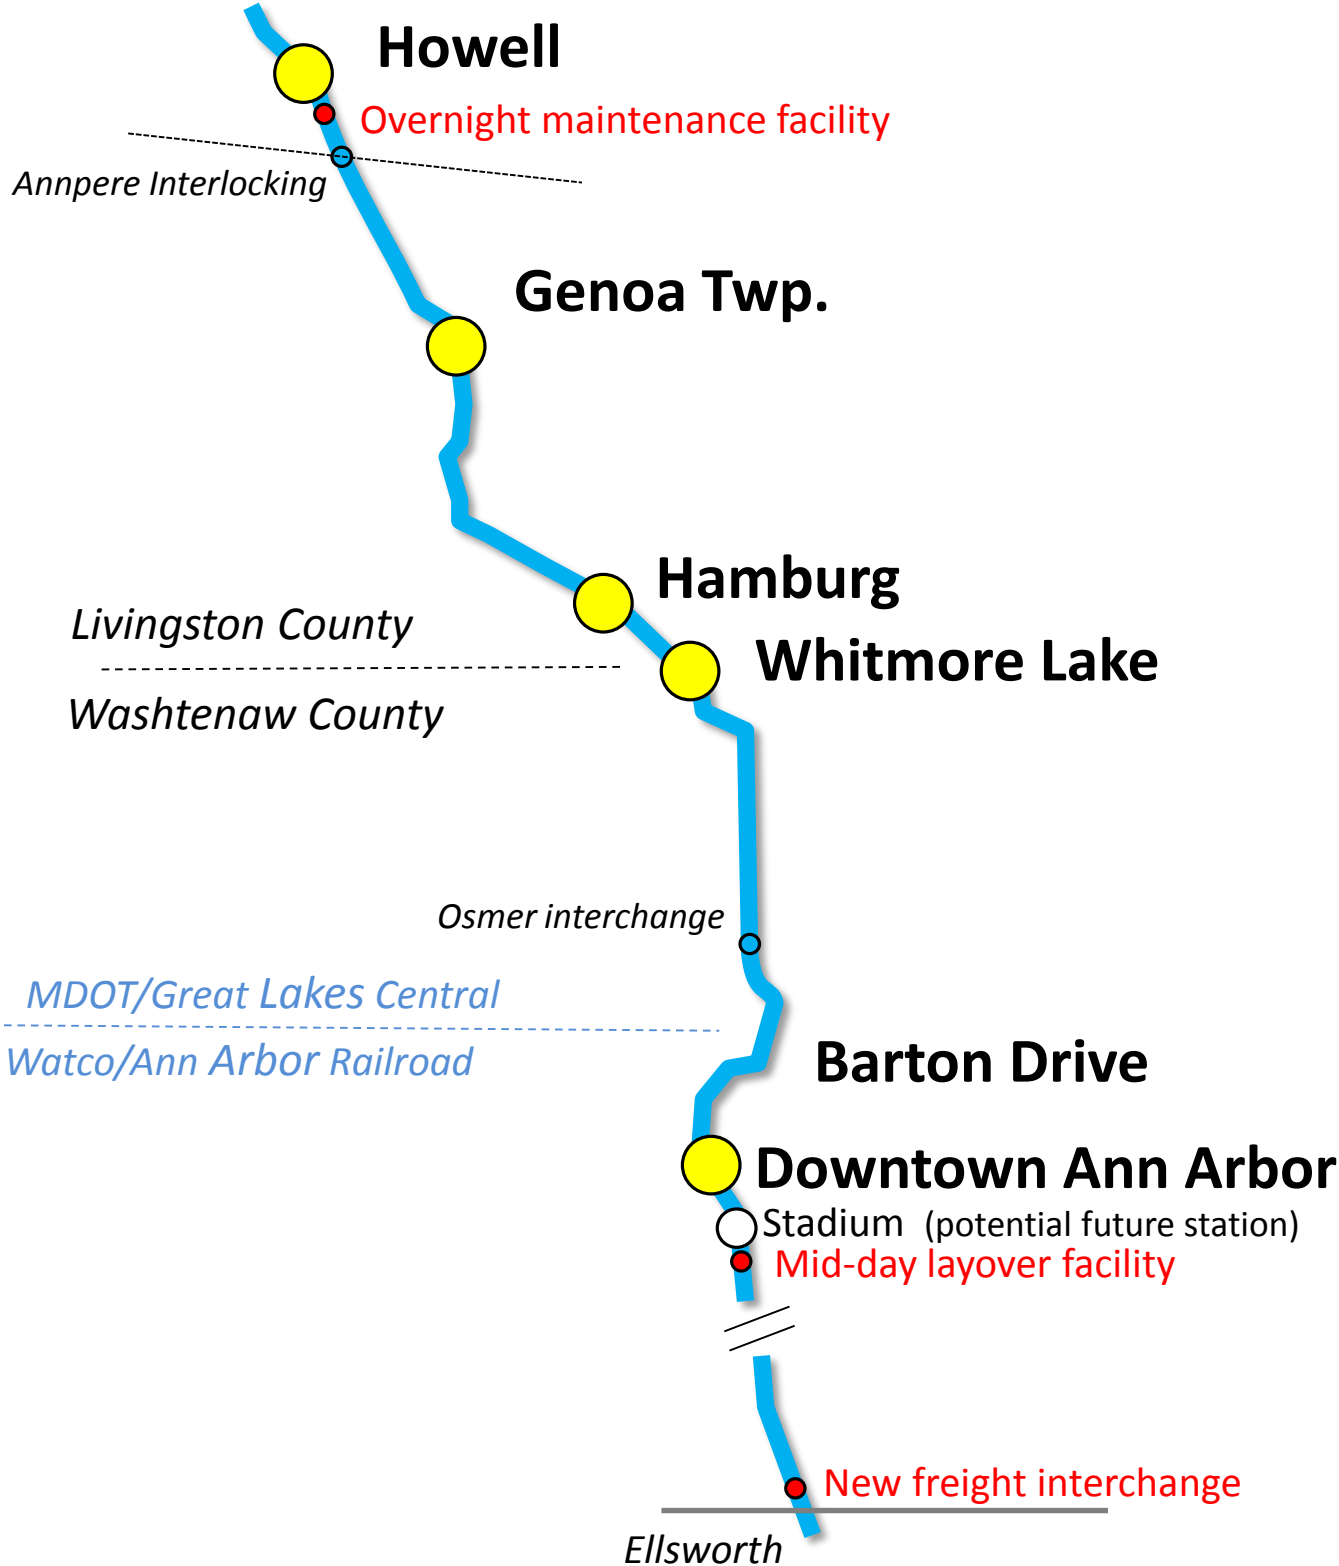 Howell
Overnight maintenance facility
Annpere Interlocking
Genoa Twp.
Hamburg
Livingston County
Whitmore Lake
Washtenaw County
Osmer interchange
MDOT/Great Lakes Central
Watco/Ann Arbor Railroad
Barton Drive
Downtown Ann Arbor
Stadium (potential future station)
Mid-day layover facility
New freight interchange
Ellsworth